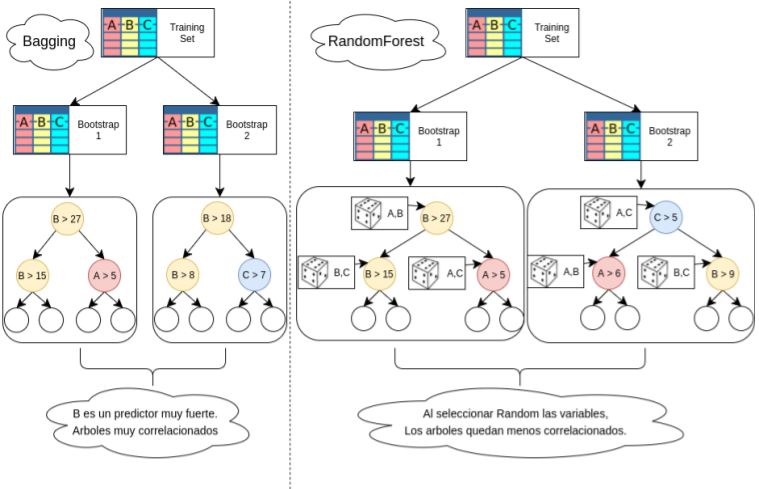 Bagging
A B C
Training
Set
A B C
Bootstrap
1
A B C
Bootstrap
2
B > 27
B > 15
A > 5
B > 18
B > 8
C > 7
B es un predictor muy fuerte.
Arboles muy correlacionados
RandomForest
A B C
Training
Set
A B C
Bootstrap
1
A B C
Bootstrap
2
A,B
B > 27
B,C
B > 15
A,C
A > 5
A,C
C > 5
A,B
A > 6
B,C
B > 9
Al seleccionar Random las variables,
Los arboles quedan menos correlacionados.